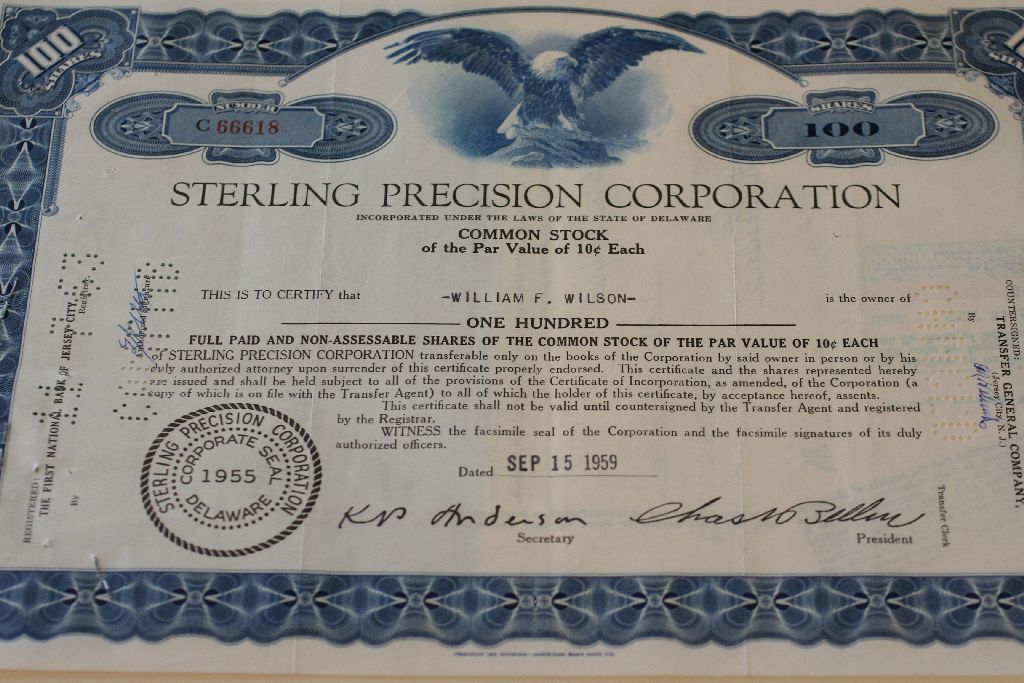 100
SHARES
NUMBER
C 66618
SHARES
100
STERLING PRECISION CORPORATION
INCORPORATED UNDER THE LAWS OF THE STATE OF DELAWARE
COMMON STOCK
of the Par Value of 10¢ Each
THIS IS TO CERTIFY that
-WILLIAM F. WILSON-
is the owner of
ONE HUNDRED
FULL PAID AND NON-ASSESSABLE SHARES OF THE COMMON STOCK OF THE PAR VALUE OF 10¢ EACH
of STERLING PRECISION CORPORATION transferable only on the books of the Corporation by said owner in person or by his
duly authorized attorney upon surrender of this certificate properly endorsed. This certificate and the shares represented hereby
are issued and shall be held subject to all of the provisions of the Certificate of Incorporation, as amended, of the Corporation (a
copy of which is on file with the Transfer Agent) to all of which the holder of this certificate, by acceptance hereof, assents.
This certificate shall not be valid until countersigned by the Transfer Agent and registered
by the Registrar.
WITNESS the facsimile seal of the Corporation and the facsimile signatures of its duly
authorized officers.
Dated SEP 15 1959
STERLING PRECISION CORPORATION
CORPORATE SEAL
1955
DELAWARE
Anderson
Secretary
President
REGISTERED:
THE FIRST NATIONAL BANK OF JERSEY CITY,
Registrar,
By
Authorized Signature
COUNTERSIGNED:
TRANSFER GENERAL COMPANY,
(Jersey City, N. J.)
By
Transfer Clerk